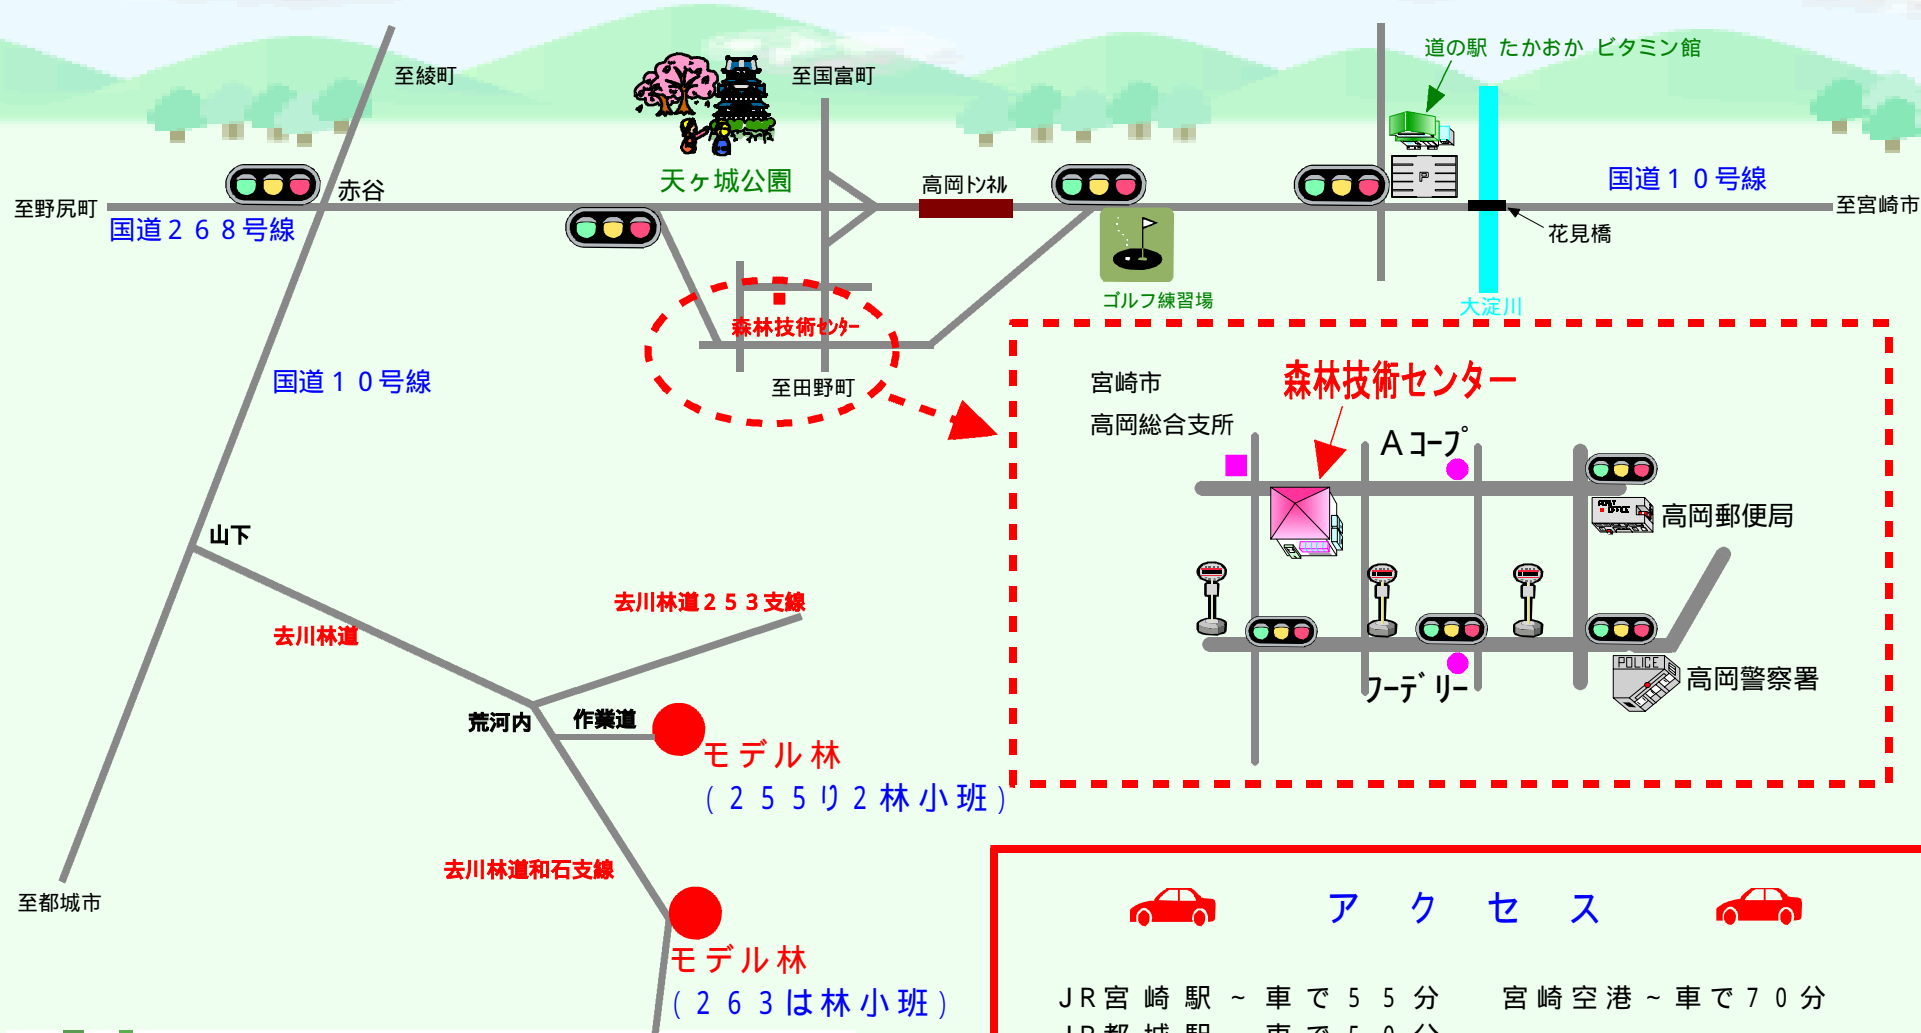 道の駅 たかおか ビタミン館
至綾町
至国富町
天ヶ城公園
高岡トンネル
国道10号線
赤谷
至野尻町
国道268号線
至宮崎市
花見橋
ゴルフ練習場
大淀川
森林技術センター
至田野町
国道10号線
宮崎市
高岡総合支所
森林技術センター
Aコープ
P
POST OFFICE
高岡郵便局
山下
去川林道
去川林道253支線
POLICE
高岡警察署
フーデリー
荒河内
作業道
モデル林
(255り2林小班)
去川林道和石支線
至都城市
モデル林
(263は林小班)
アクセス
JR宮崎駅~車で55分 宮崎空港~車で70分